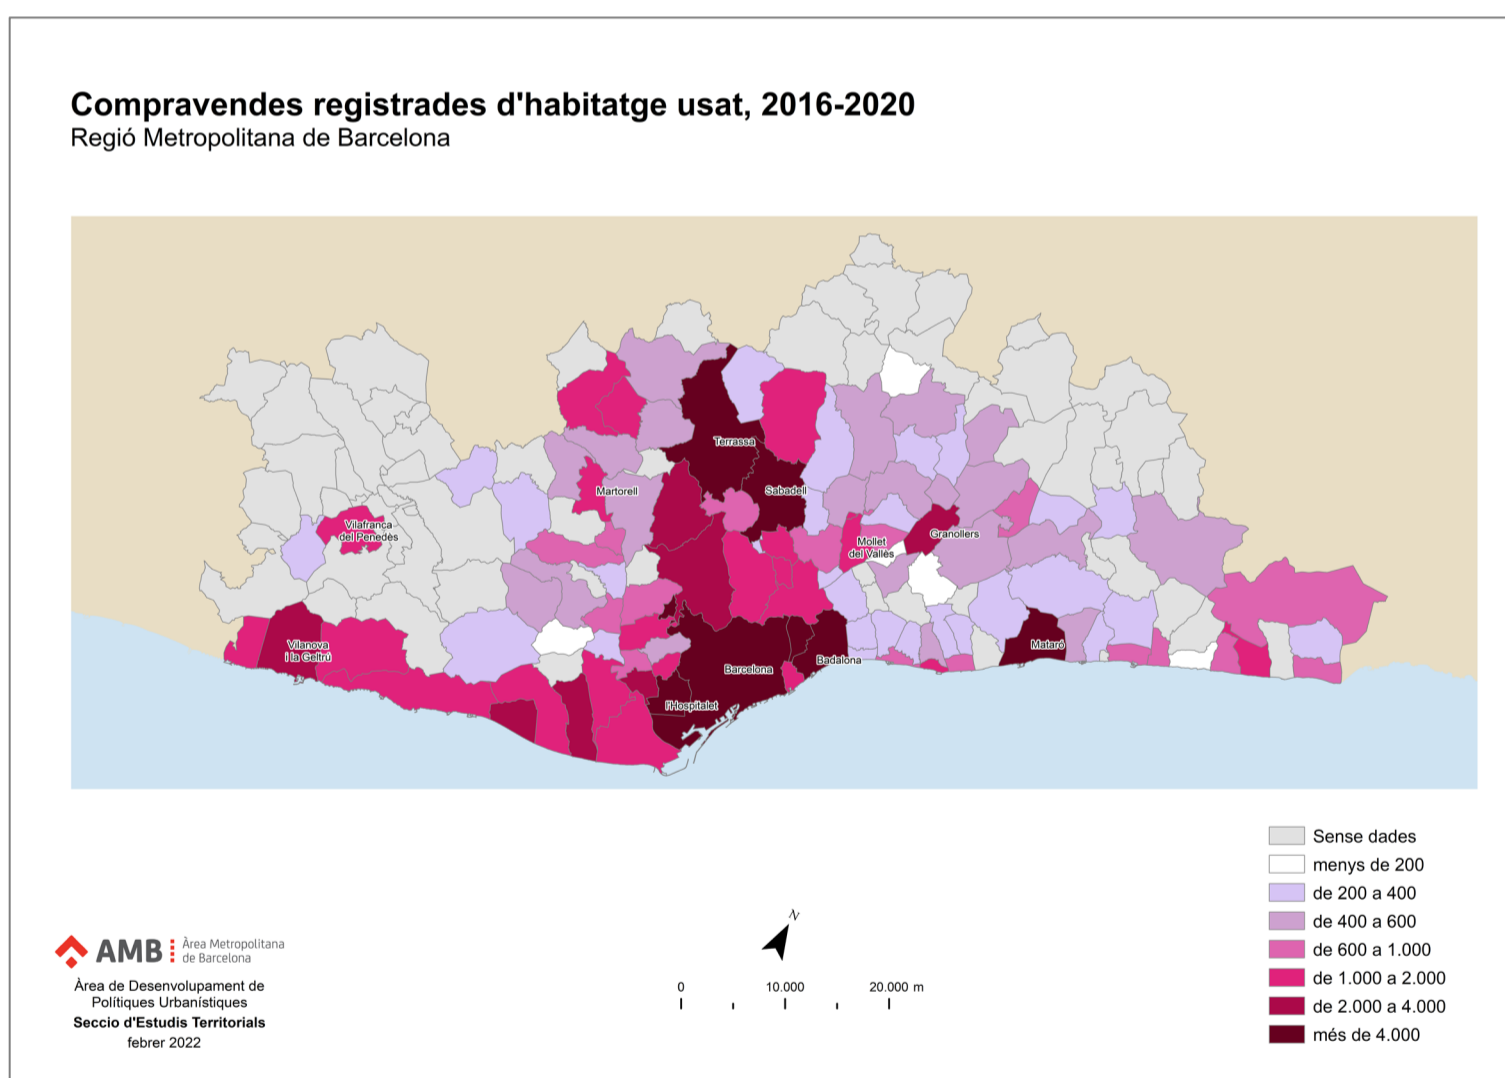 Compravendes registrades d'habitatge usat, 2016-2020
Regió Metropolitana de Barcelona
Terrassa
Martorell
Sabadell
Vilafranca
del Penedès
Mollet
del Vallès
Granollers
Vilanova
i la Geltrú
Mataró
Badalona
Barcelona
l'Hospitalet
Sense dades
menys de 200
de 200 a 400
de 400 a 600
de 600 a 1.000
de 1.000 a 2.000
de 2.000 a 4.000
més de 4.000
N
0 10.000 20.000 m
AMB
Àrea Metropolitana
de Barcelona
Àrea de Desenvolupament de
Polítiques Urbanístiques
Seccio d'Estudis Territorials
febrer 2022